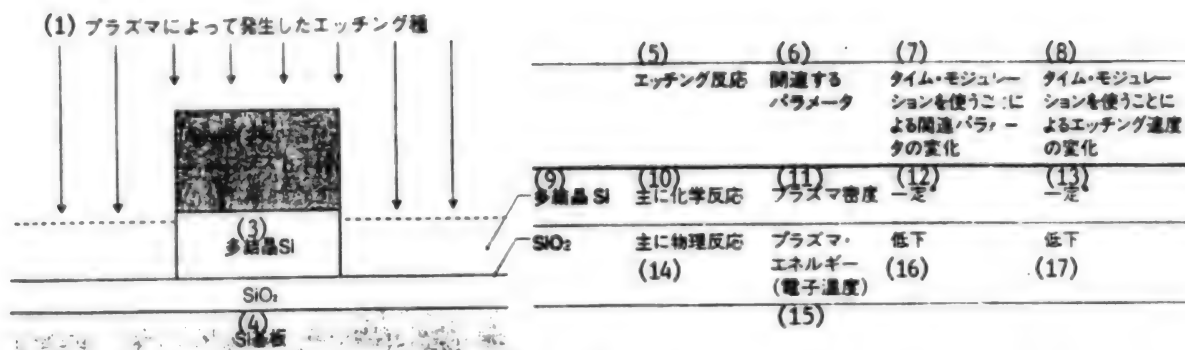 (1) プラズマによって発生したエッチング種
(3)
多結晶Si
SiO₂
(4)
Si基板
(5) (6) (7) (8)
エッチング反応 関連する タイム・モジュレー タイム・モジュレー
パラメータ ションを使うことに ションを使うことに
よる関連パラメー よるエッチング速度
タの変化 の変化
(9) (10) (11) (12) (13)
多結晶Si 主に化学反応 プラズマ密度 一定 一定
SiO₂ 主に物理反応 プラズマ・ 低下 低下
(14) エネルギー (16) (17)
(電子温度)
(15)